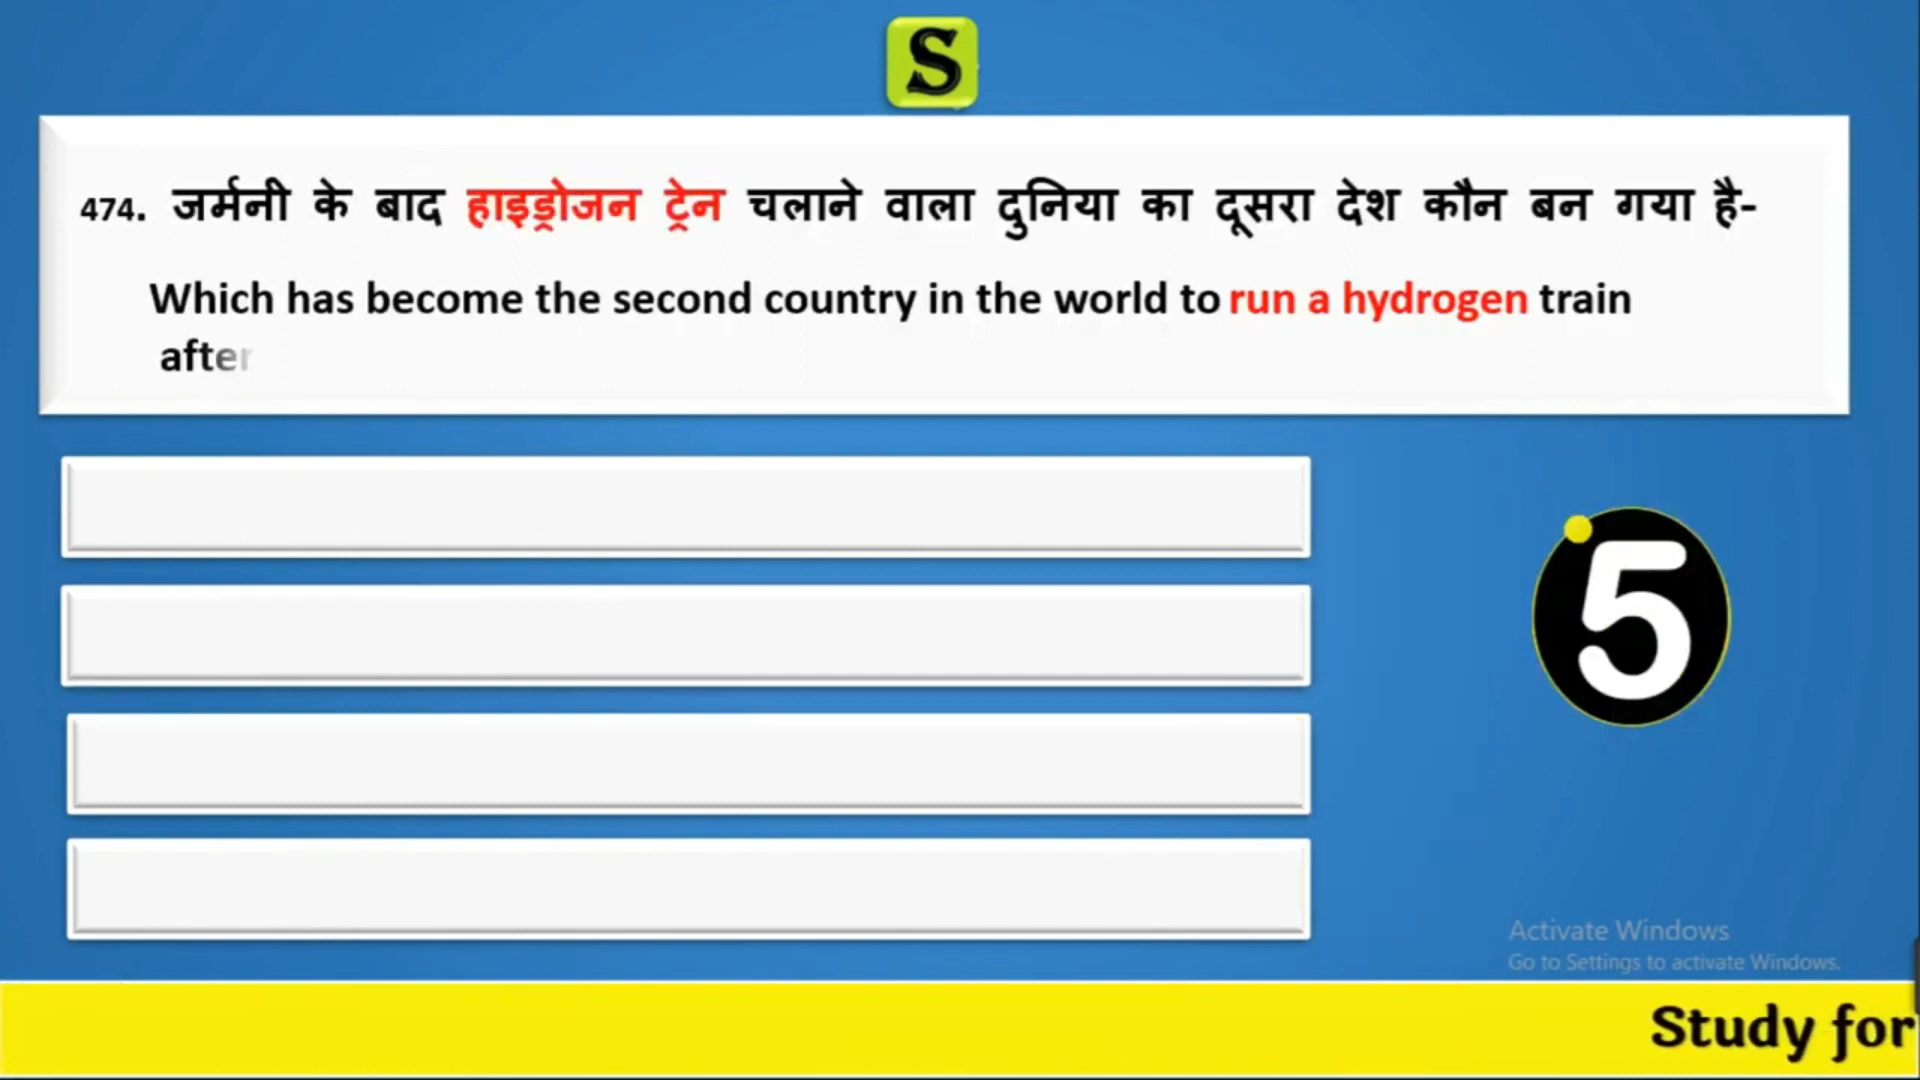 S
474. जर्मनी के बाद हाइड्रोजन ट्रेन चलाने वाला दुनिया का दूसरा देश कौन बन गया है-
Which has become the second country in the world to run a hydrogen train
after
5
Activate Windows
Go to Settings to activate Windows.
Study for